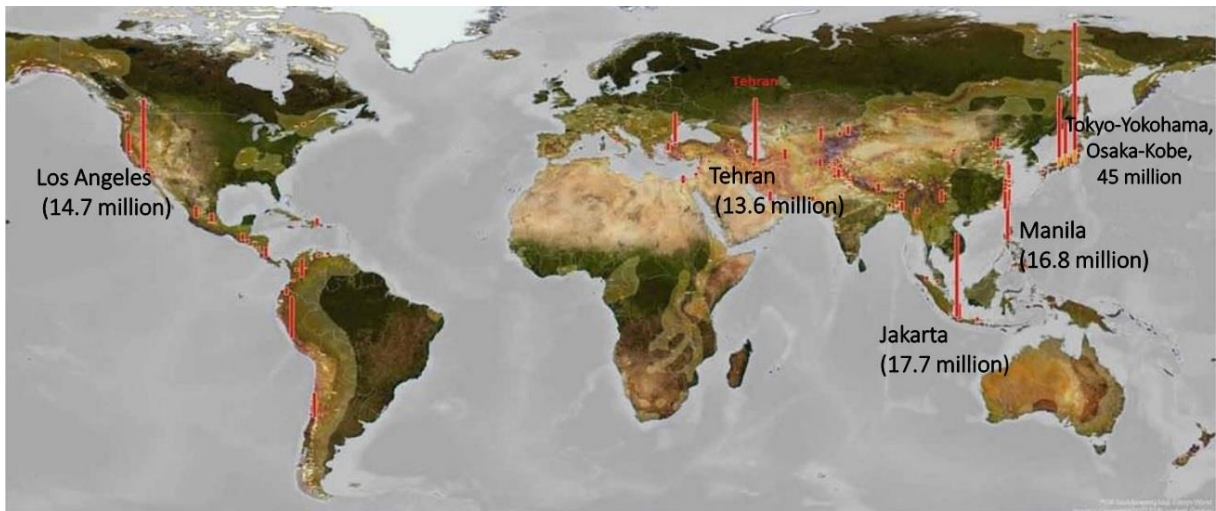 Tehran
Tokyo-Yokohama,
Osaka-Kobe,
45 million
Los Angeles
(14.7 million)
Tehran
(13.6 million)
Manila
(16.8 million)
Jakarta
(17.7 million)